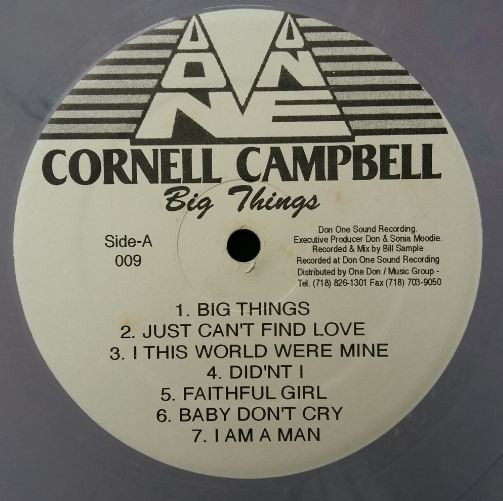 DON ONE
CORNELL CAMPBELL
Big Things
Side-A
009
Don One Sound Recording.
Executive Producer Don & Sonia Moodie.
Recorded & Mix by Bill Sample
Recorded at Don One Sound Recording
Distributed by One Don / Music Group -
Tel. (718) 826-1301 Fax (718) 703-9050
1. BIG THINGS
2. JUST CAN'T FIND LOVE
3. I THIS WORLD WERE MINE
4. DID'NT I
5. FAITHFUL GIRL
6. BABY DON'T CRY
7. I AM A MAN